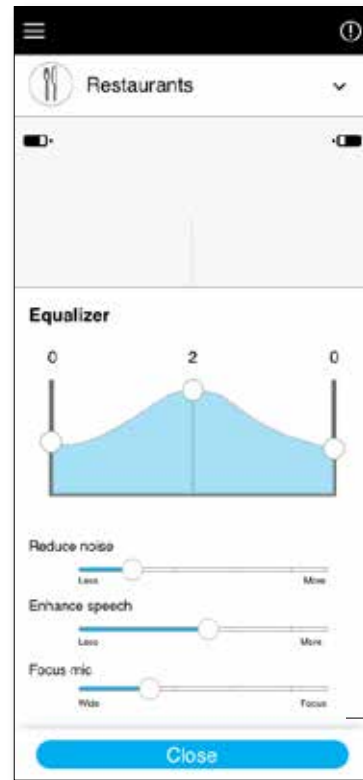 Restaurants
Equalizer
0 2 0
Reduce noise
Less More
Enhance speech
Less More
Focus mic
Wide Focus
Close